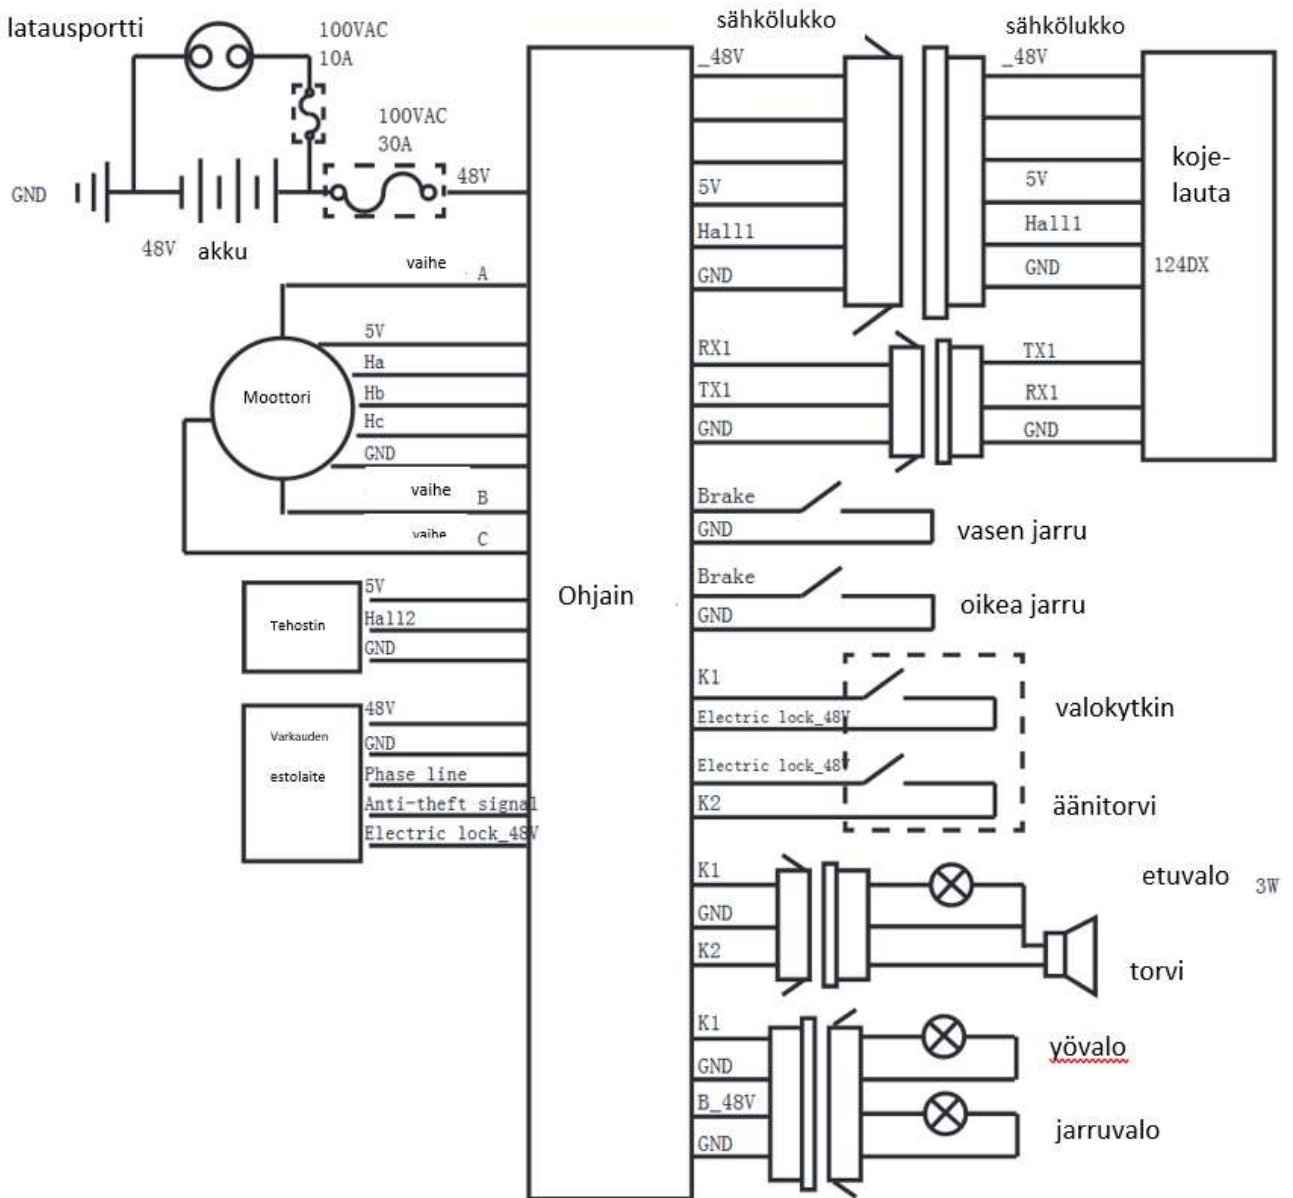 latausportti
100VAC
10A
100VAC
30A
48V
GND
48V akku
vaihe A
5V
Ha
Hb
Hc
GND
Moottori
vaihe B
vaihe C
5V
Hall2
GND
Tehostin
48V
GND
Phase line
Anti-theft signal
Electric lock_48V
Varkauden
estolaite
Ohjain
sähkölukko
_48V
5V
Hall1
GND
RX1
TX1
GND
sähkölukko
_48V
5V
Hall1
GND
TX1
RX1
GND
koje-
lauta
124DX
Brake
GND
vasen jarru
Brake
GND
oikea jarru
K1
Electric lock_48V
valokytkin
Electric lock_48V
K2
äänitorvi
K1
GND
K2
etuvalo 3W
torvi
K1
GND
B_48V
GND
yövalo
jarruvalo